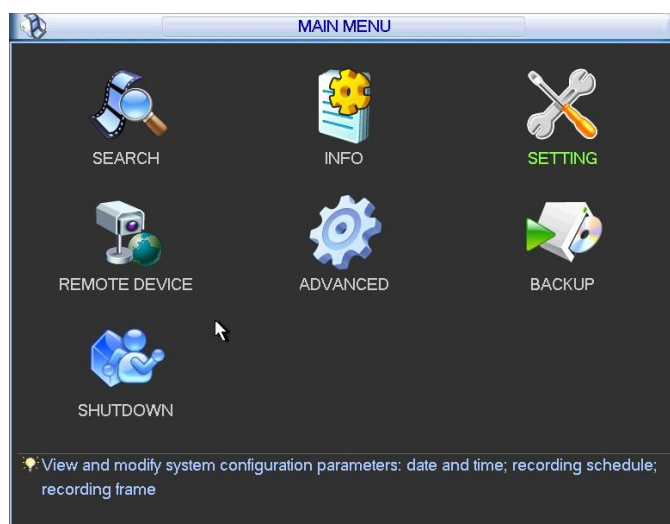 MAIN MENU
SEARCH
INFO
SETTING
REMOTE DEVICE
ADVANCED
BACKUP
SHUTDOWN
View and modify system configuration parameters: date and time; recording schedule;
recording frame